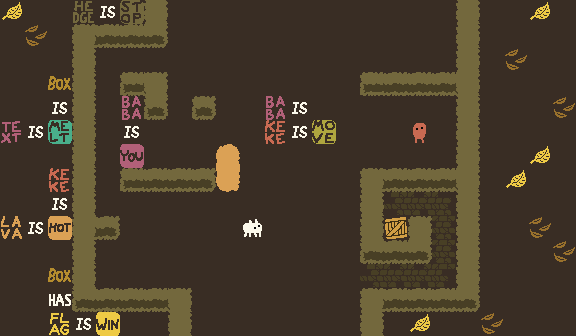 HEDGE IS STOP
BOX
IS
BABA
BABA IS
TEXT IS MELT
IS
KEKE IS MOVE
YOU
KEKE
IS
LAVA IS HOT
BOX
HAS
FLAG IS WIN